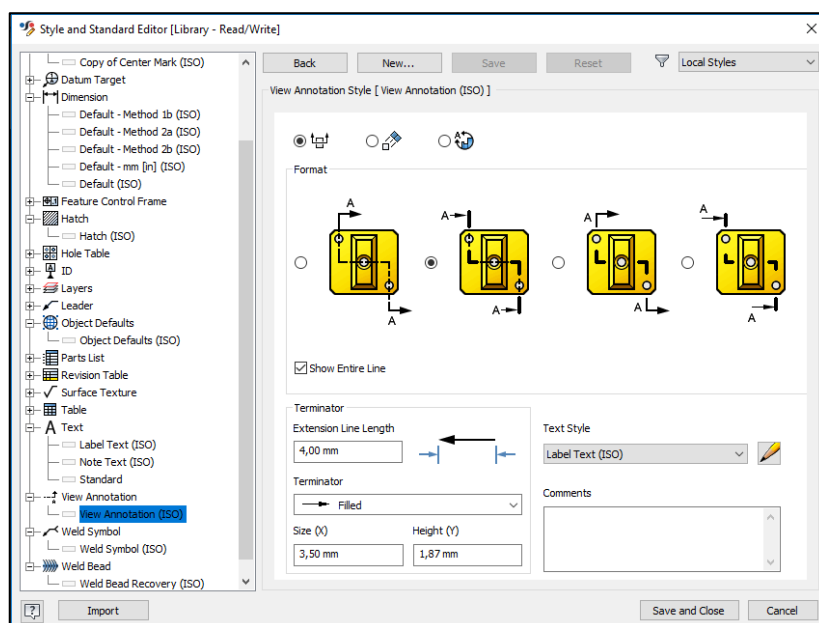 Style and Standard Editor [Library - Read/Write]
Copy of Center Mark (ISO)
Datum Target
Dimension
Default - Method 1b (ISO)
Default - Method 2a (ISO)
Default - Method 2b (ISO)
Default - mm [in] (ISO)
Default (ISO)
Feature Control Frame
Hatch
Hatch (ISO)
Hole Table
ID
Layers
Leader
Object Defaults
Object Defaults (ISO)
Parts List
Revision Table
Surface Texture
Table
Text
Label Text (ISO)
Note Text (ISO)
Standard
View Annotation
View Annotation (ISO)
Weld Symbol
Weld Symbol (ISO)
Weld Bead
Weld Bead Recovery (ISO)
Back
New...
Save
Reset
Local Styles
View Annotation Style [ View Annotation (ISO) ]
Format
A
A
A
A
A
A
A
A
Show Entire Line
Terminator
Extension Line Length
4,00 mm
Terminator
Filled
Size (X)
Height (Y)
3,50 mm
1,87 mm
Text Style
Label Text (ISO)
Comments
?
Import
Save and Close
Cancel